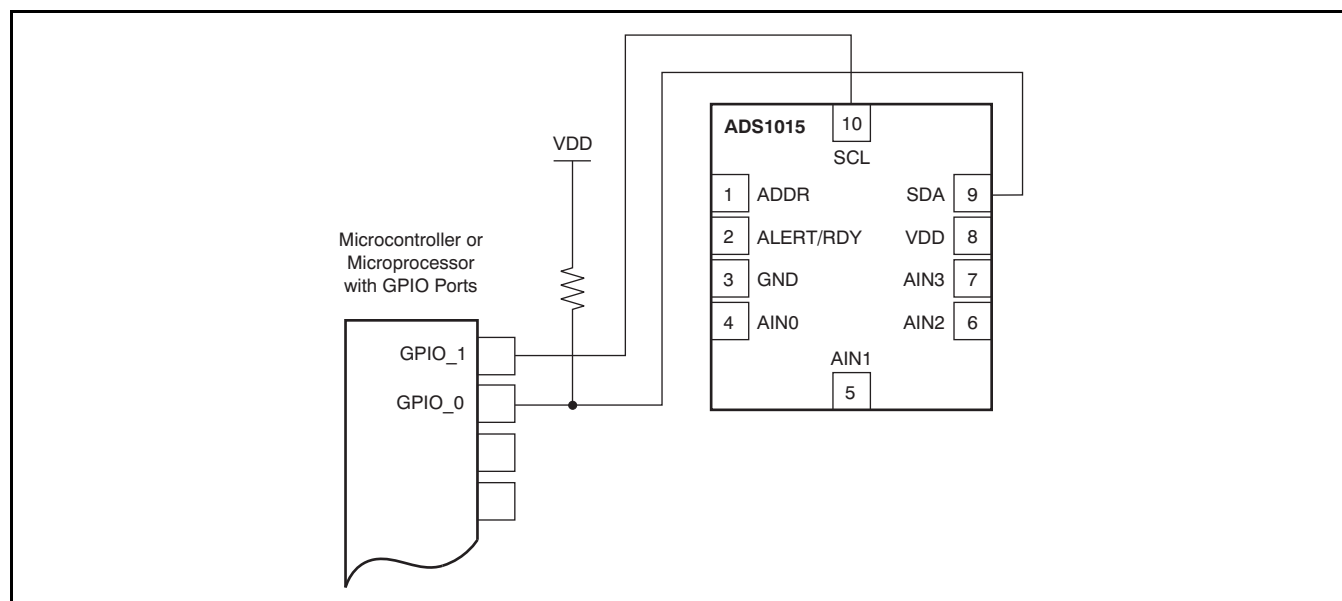 VDD
Microcontroller or
Microprocessor
with GPIO Ports
GPIO_1
GPIO_0
ADS1015
10
SCL
1 ADDR
SDA 9
2 ALERT/RDY
VDD 8
3 GND
AIN3 7
4 AIN0
AIN2 6
AIN1
5